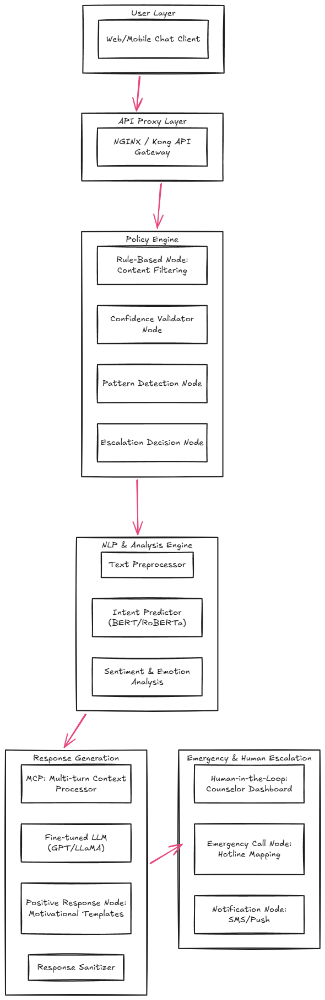 User Layer
Web/Mobile Chat Client
API Proxy Layer
NGINX / Kong API
Gateway
Policy Engine
Rule-Based Node:
Content Filtering
Confidence Validator
Node
Pattern Detection Node
Escalation Decision Node
NLP & Analysis Engine
Text Preprocessor
Intent Predictor
(BERT/RoBERTa)
Sentiment & Emotion
Analysis
Response Generation
MCP: Multi-turn Context
Processor
Fine-tuned LLM
(GPT/LLaMA)
Positive Response Node:
Motivational Templates
Response Sanitizer
Emergency & Human Escalation
Human-in-the-Loop:
Counselor Dashboard
Emergency Call Node:
Hotline Mapping
Notification Node:
SMS/Push